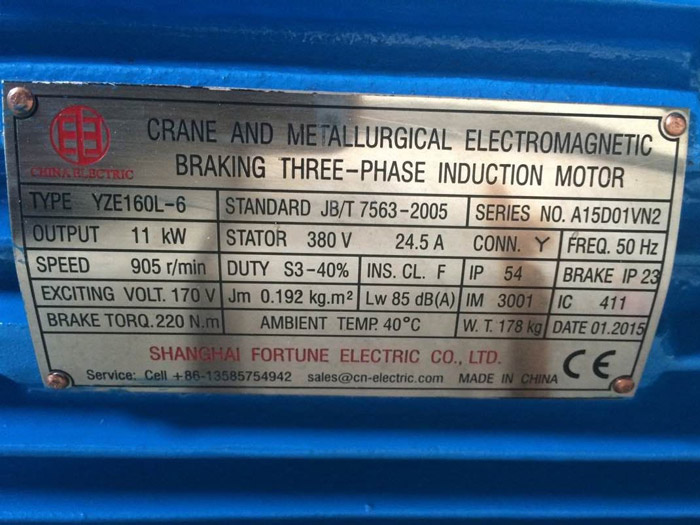 CRANE AND METALLURGICAL ELECTROMAGNETIC
BRAKING THREE-PHASE INDUCTION MOTOR
CHINA ELECTRIC
TYPE YZE160L-6 STANDARD JB/T 7563-2005 SERIES NO. A15D01VN2
OUTPUT 11 kW STATOR 380 V 24.5 A CONN. Y FREQ. 50 Hz
SPEED 905 r/min DUTY S3-40% INS. CL. F IP 54 BRAKE IP 23
EXCITING VOLT. 170 V Jm 0.192 kg.m² Lw 85 dB(A) IM 3001 IC 411
BRAKE TORQ. 220 N.m AMBIENT TEMP. 40°C W. T. 178 kg DATE 01.2015
SHANGHAI FORTUNE ELECTRIC CO., LTD.
Service: Cell +86-13585754942 sales@cn-electric.com MADE IN CHINA CE